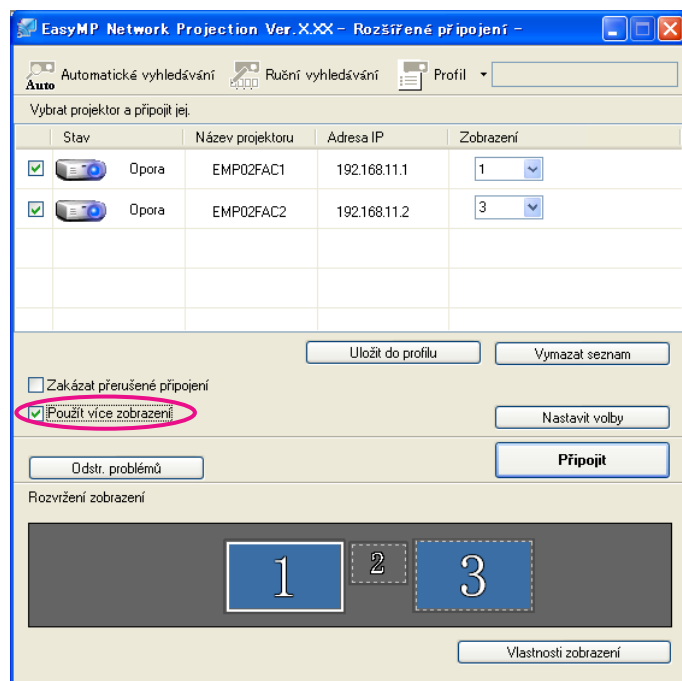 EasyMP Network Projection Ver.X.XX – Rozšířené připojení –
Auto Automatické vyhledávání Ruční vyhledávání Profil
Vybrat projektor a připojit jej.
Stav Název projektoru Adresa IP Zobrazení
Opora EMP02FAC1 192.168.11.1 1
Opora EMP02FAC2 192.168.11.2 3
Uložit do profilu Vymazat seznam
Zakázat přerušené připojení
Použít více zobrazení
Nastavit volby
Odstr. problémů Připojit
Rozvržení zobrazení
1 2 3
Vlastnosti zobrazení